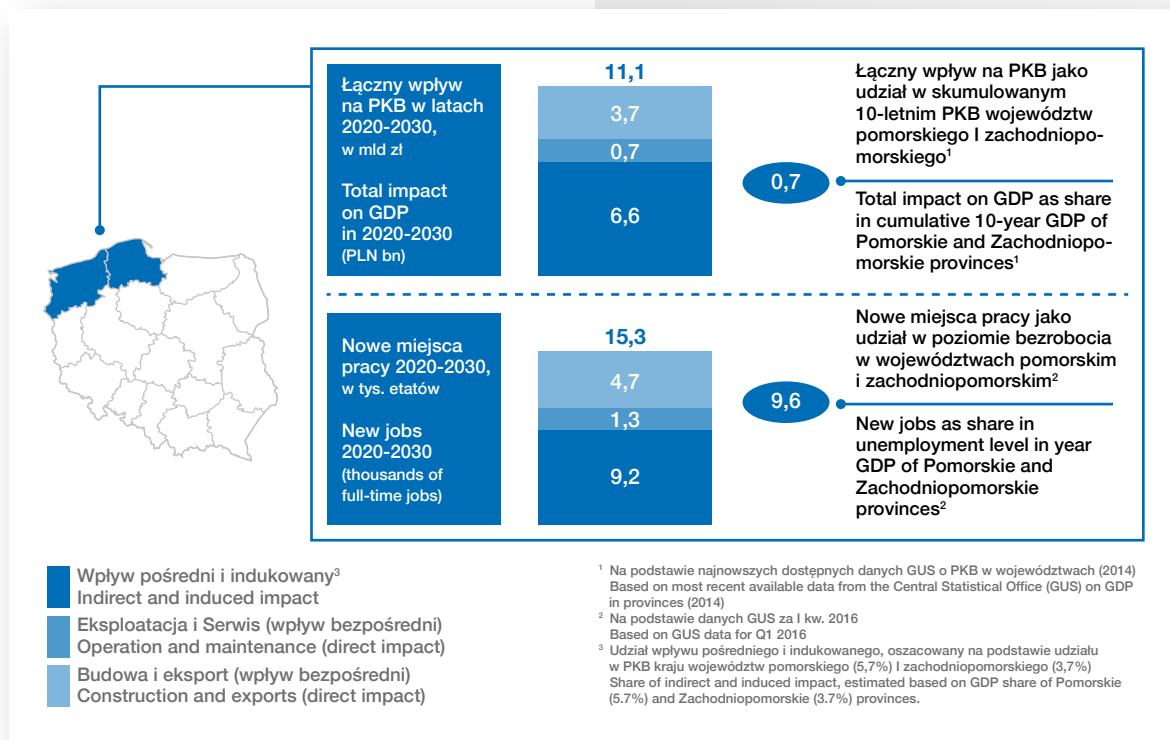 Łączny wpływ
na PKB w latach
2020-2030,
w mld zł
Total impact
on GDP
in 2020-2030
(PLN bn)
11,1
3,7
0,7
6,6
0,7
Łączny wpływ na PKB jako
udział w skumulowanym
10-letnim PKB województw
pomorskiego I zachodniopo-
morskiego¹
Total impact on GDP as share
in cumulative 10-year GDP of
Pomorskie and Zachodniopo-
morskie provinces¹
Nowe miejsca
pracy 2020-2030,
w tys. etatów
New jobs
2020-2030
(thousands of
full-time jobs)
15,3
4,7
1,3
9,2
9,6
Nowe miejsca pracy jako
udział w poziomie bezrobocia
w województwach pomorskim
i zachodniopomorskim²
New jobs as share in
unemployment level in year
GDP of Pomorskie and
Zachodniopomorskie
provinces²
Wpływ pośredni i indukowany³
Indirect and induced impact
Eksploatacja i Serwis (wpływ bezpośredni)
Operation and maintenance (direct impact)
Budowa i eksport (wpływ bezpośredni)
Construction and exports (direct impact)
¹ Na podstawie najnowszych dostępnych danych GUS o PKB w województwach (2014)
Based on most recent available data from the Central Statistical Office (GUS) on GDP
in provinces (2014)
² Na podstawie danych GUS za I kw. 2016
Based on GUS data for Q1 2016
³ Udział wpływu pośredniego i indukowanego, oszacowany na podstawie udziału
w PKB kraju województw pomorskiego (5,7%) I zachodniopomorskiego (3,7%)
Share of indirect and induced impact, estimated based on GDP share of Pomorskie
(5.7%) and Zachodniopomorskie (3.7%) provinces.